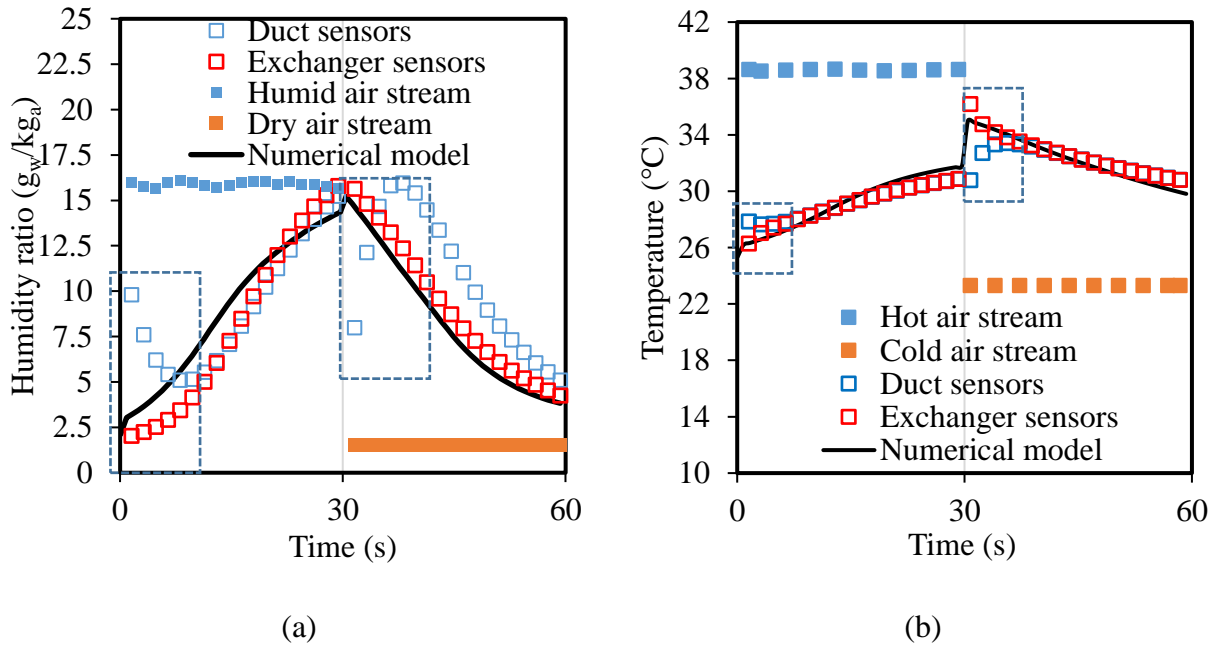 Humidity ratio (gw/kga)
25
22.5
20
17.5
15
12.5
10
7.5
5
2.5
0
Duct sensors
Exchanger sensors
Humid air stream
Dry air stream
Numerical model
0 30 60
Time (s)
(a)
Temperature (℃)
42
38
34
30
26
22
18
14
10
Hot air stream
Cold air stream
Duct sensors
Exchanger sensors
Numerical model
0 30 60
Time (s)
(b)